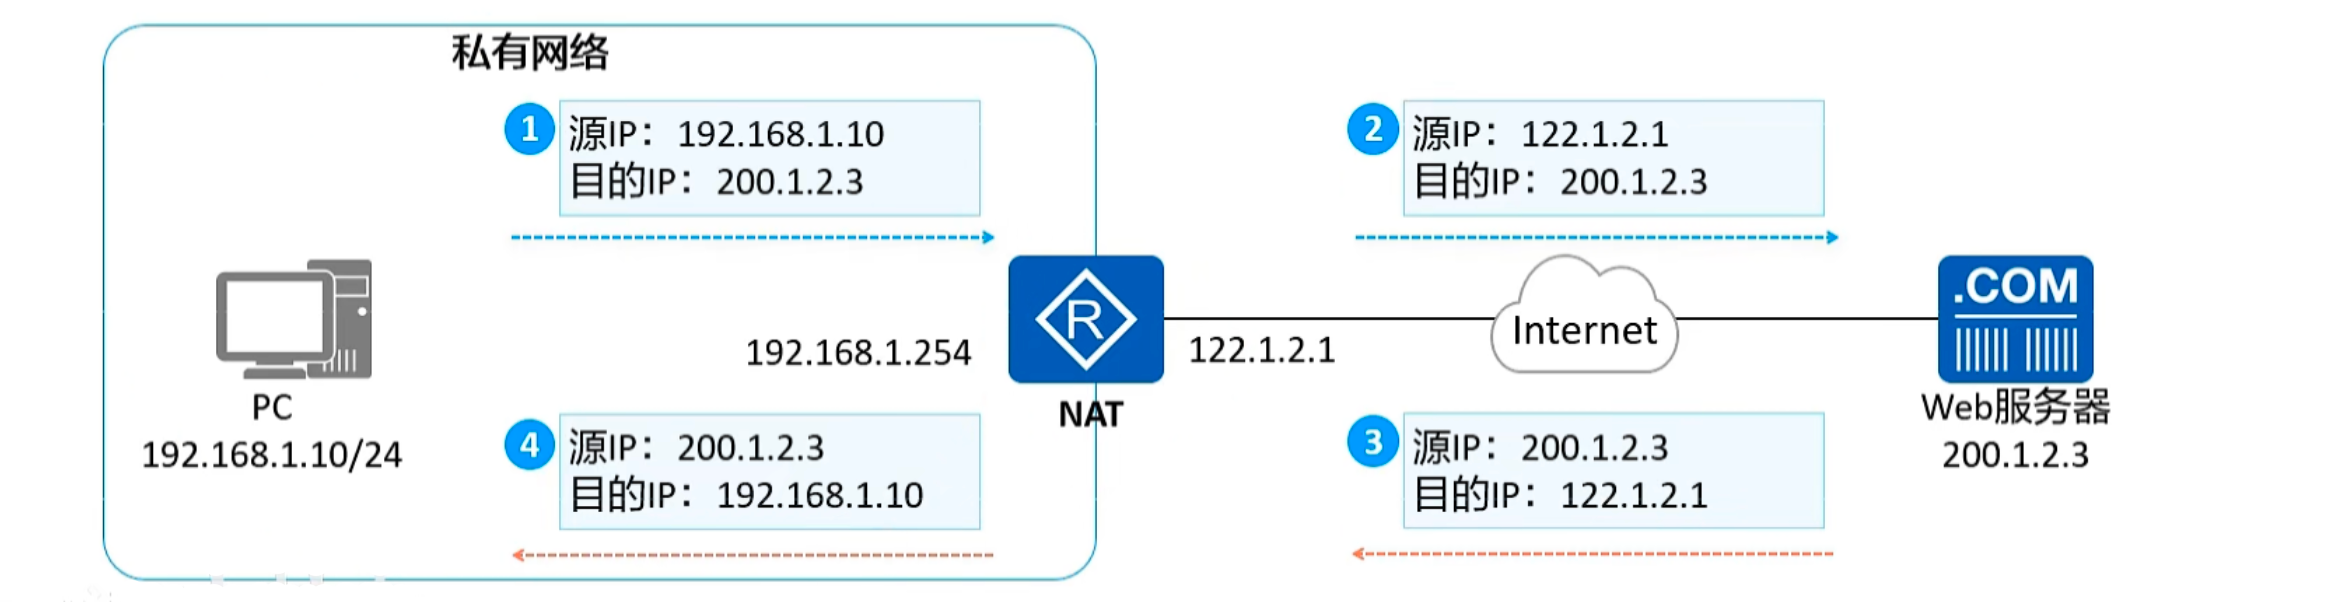 私有网络
1
源IP：192.168.1.10
目的IP：200.1.2.3
2
源IP：122.1.2.1
目的IP：200.1.2.3
R
.COM
Internet
192.168.1.254
122.1.2.1
PC
192.168.1.10/24
NAT
Web服务器
200.1.2.3
4
源IP：200.1.2.3
目的IP：192.168.1.10
3
源IP：200.1.2.3
目的IP：122.1.2.1